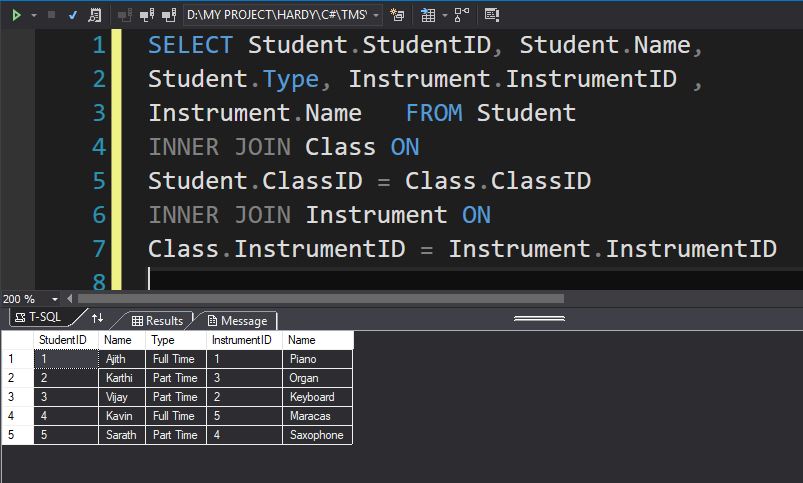 D:\MY PROJECT\HARDY\C#\TMS\
1 SELECT Student.StudentID, Student.Name,
2 Student.Type, Instrument.InstrumentID ,
3 Instrument.Name   FROM Student
4 INNER JOIN Class ON
5 Student.ClassID = Class.ClassID
6 INNER JOIN Instrument ON
7 Class.InstrumentID = Instrument.InstrumentID
8
200 %
T-SQL Results Message
StudentID Name Type InstrumentID Name
1 1 Ajith Full Time 1 Piano
2 2 Karthi Part Time 3 Organ
3 3 Vijay Part Time 2 Keyboard
4 4 Kavin Full Time 5 Maracas
5 5 Sarath Part Time 4 Saxophone